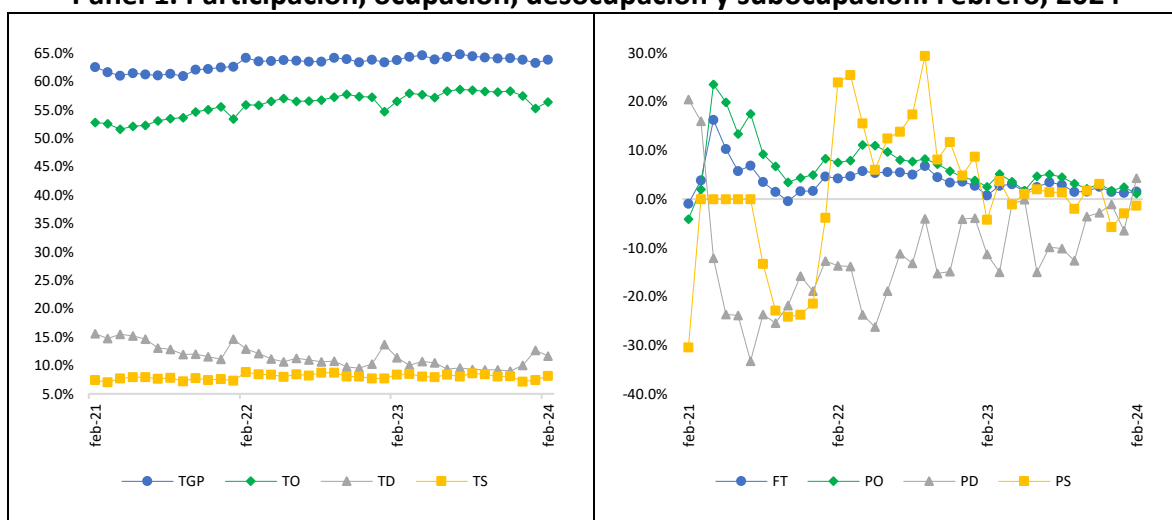 Panel 1. Participación, ocupación, desocupación y subocupación. Febrero, 2024
65.0%
60.0%
55.0%
50.0%
45.0%
40.0%
35.0%
30.0%
25.0%
20.0%
15.0%
10.0%
5.0%
feb-21
feb-22
feb-23
feb-24
TGP
TO
TD
TS
30.0%
20.0%
10.0%
0.0%
-10.0%
-20.0%
-30.0%
-40.0%
feb-21
feb-22
feb-23
feb-24
FT
PO
PD
PS